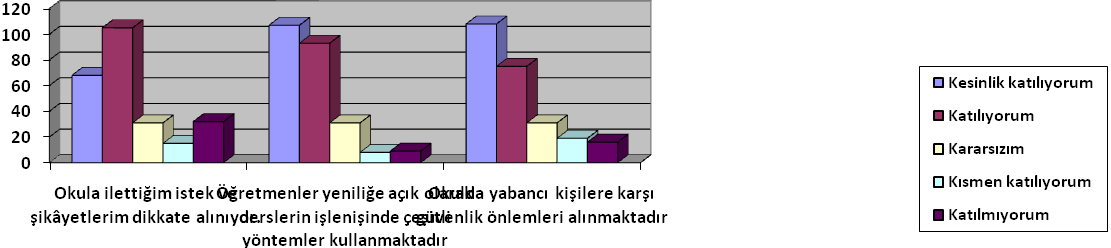 120
100
80
60
40
20
0
Okula ilettiğim istek ve
şikâyetlerim dikkate alınıyor.
Öğretmenler yeniliğe açık olarak
derslerin işlenişinde çeşitli
yöntemler kullanmaktadır
Okulda yabancı kişilere karşı
güvenlik önlemleri alınmaktadır
Kesinlik katılıyorum
Katılıyorum
Kararsızım
Kısmen katılıyorum
Katılmıyorum